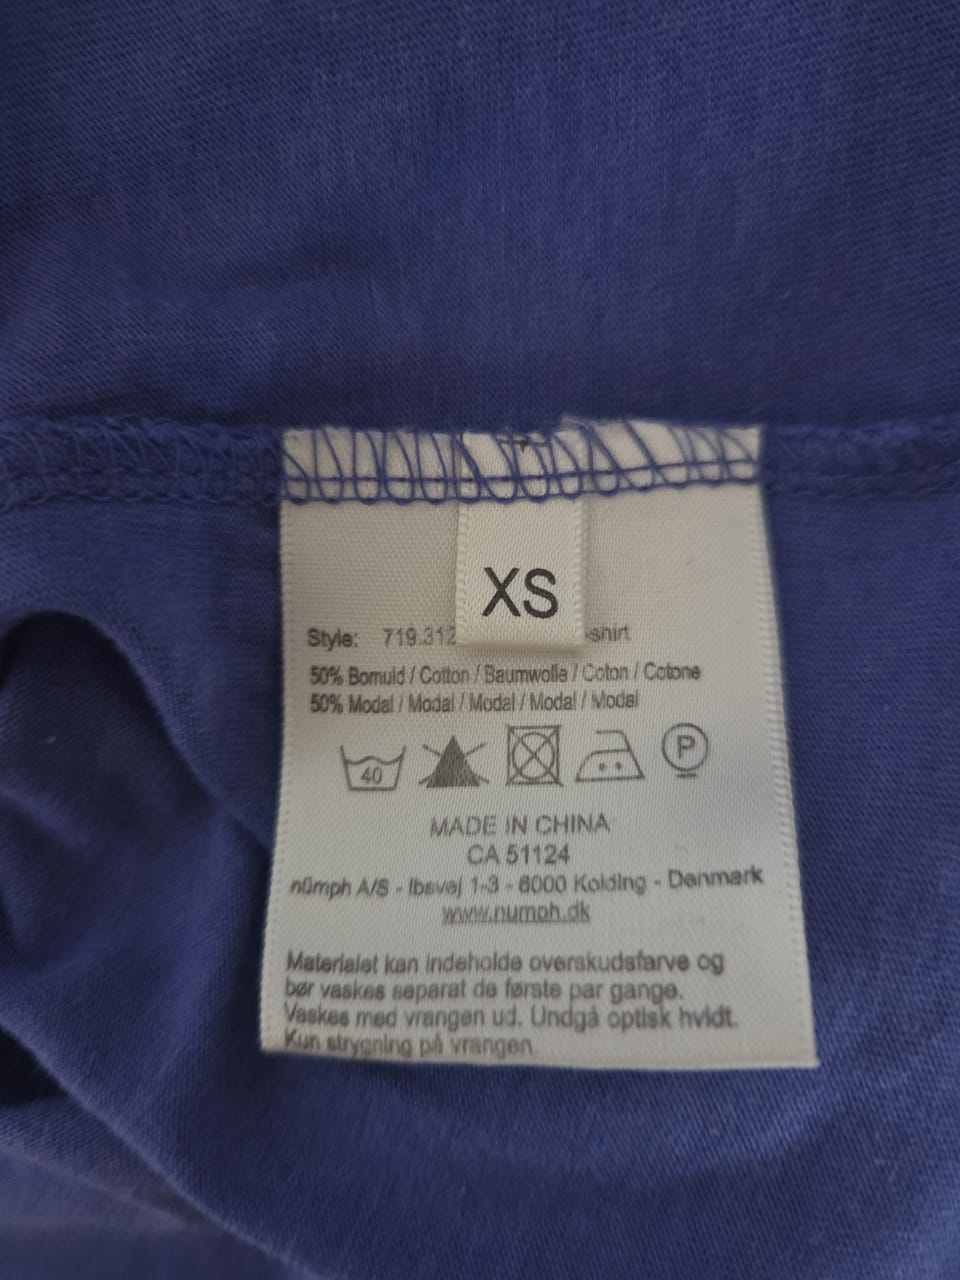 XS
Style: 719.312 -shirt
50% Bomuld / Cotton / Baumwolle / Coton / Cotone
50% Modal / Modal / Modal / Modal / Modal
40 P
MADE IN CHINA
CA 51124
nümph A/S - Ibsvej 1-3 - 6000 Kolding - Danmark
www.numph.dk
Materialet kan indeholde overskudsfarve og
bør vaskes separat de første par gange.
Vaskes med vrangen ud. Undgå optisk hvidt.
Kun strygning på vrangen.